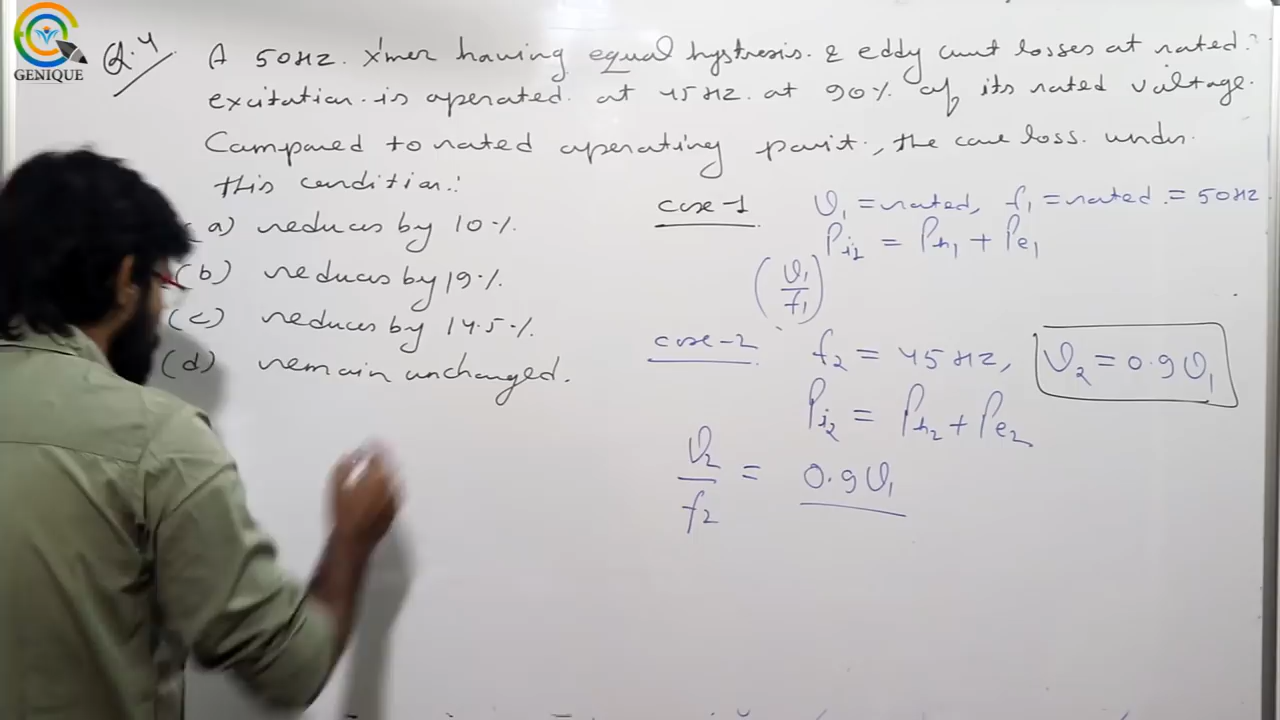 GENIQUE
Q.4
A 50HZ. X'mer having equal hystresis. & eddy cunt losses at rated
excitation. is operated. at 45HZ. at 90% of its rated voltage.
Compared to rated operating point, the core loss. under
this condition:
(a) reduces by 10%.
(b) reduces by 19%.
(c) reduces by 14.5%.
(d) remain unchanged.
case-1 V₁ = rated, f₁ = rated = 50HZ
Pi₂ = Ph₁ + Pe₁
(V₁/f₁)
case-2 f₂ = 45HZ, V₂ = 0.9V₁
Pi₂ = Ph₂ + Pe₂
V₂/f₂ = 0.9V₁